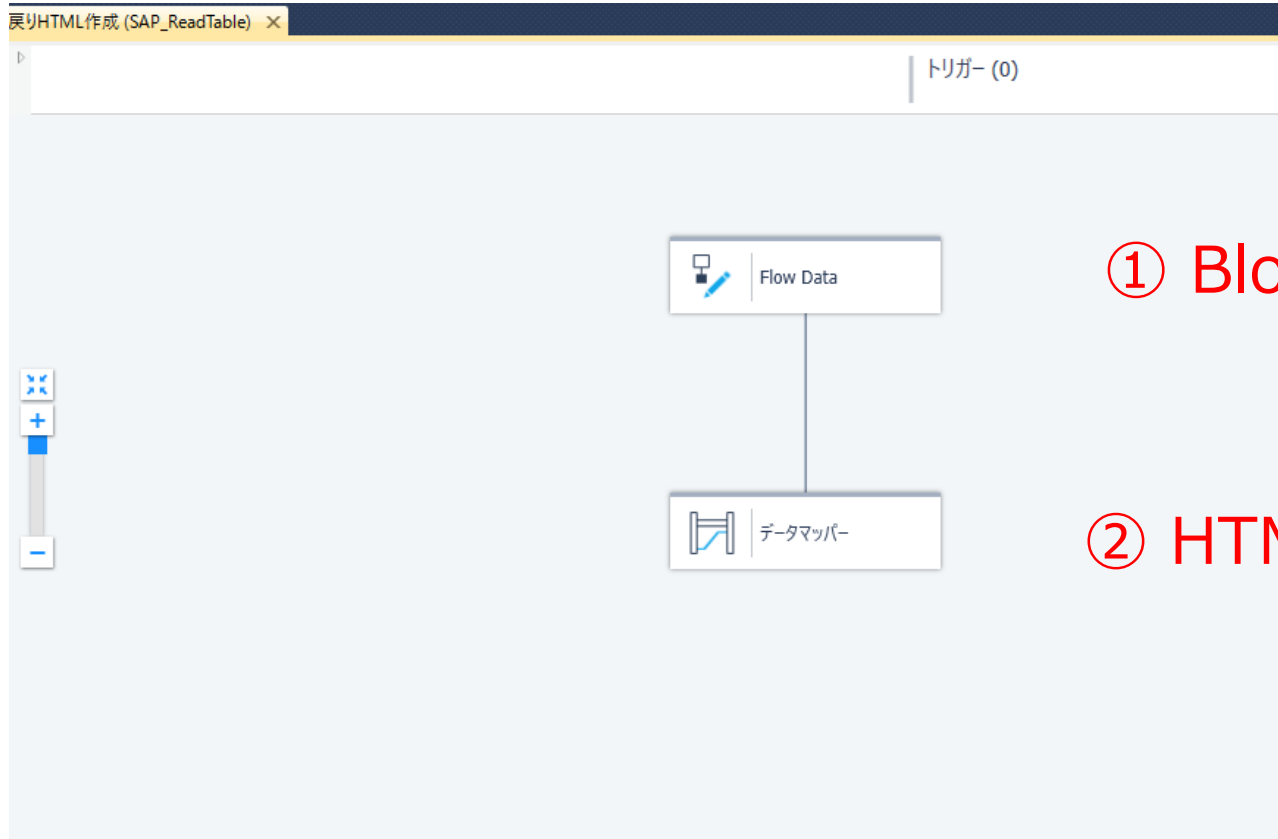 戻りHTML作成 (SAP_ReadTable) ×
トリガー (0)
Flow Data
① Blo
データマッパー
② HTM